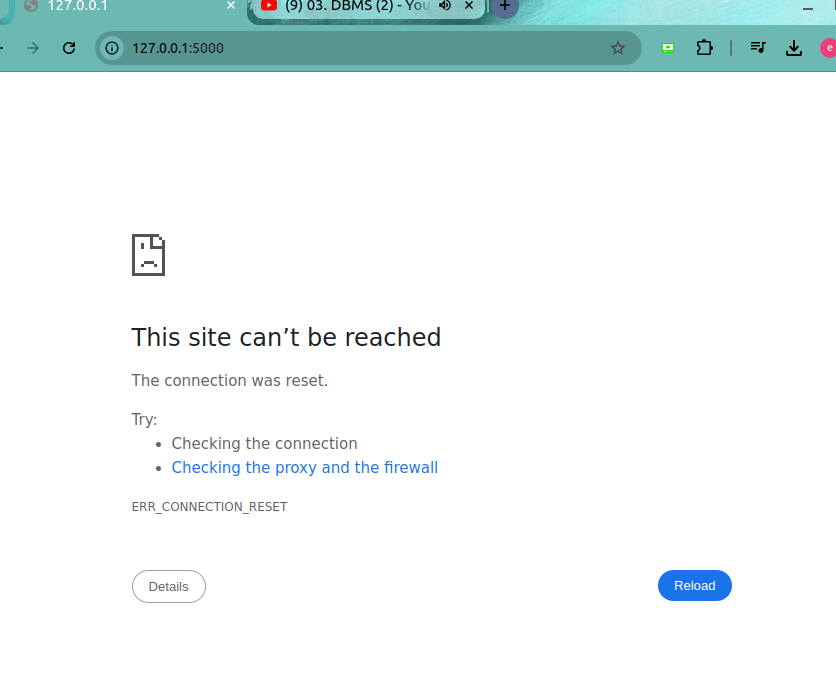 127.0.0.1
(9) 03. DBMS (2) - You
127.0.0.1:5000
e
This site can’t be reached
The connection was reset.
Try:
• Checking the connection
• Checking the proxy and the firewall
ERR_CONNECTION_RESET
Details
Reload